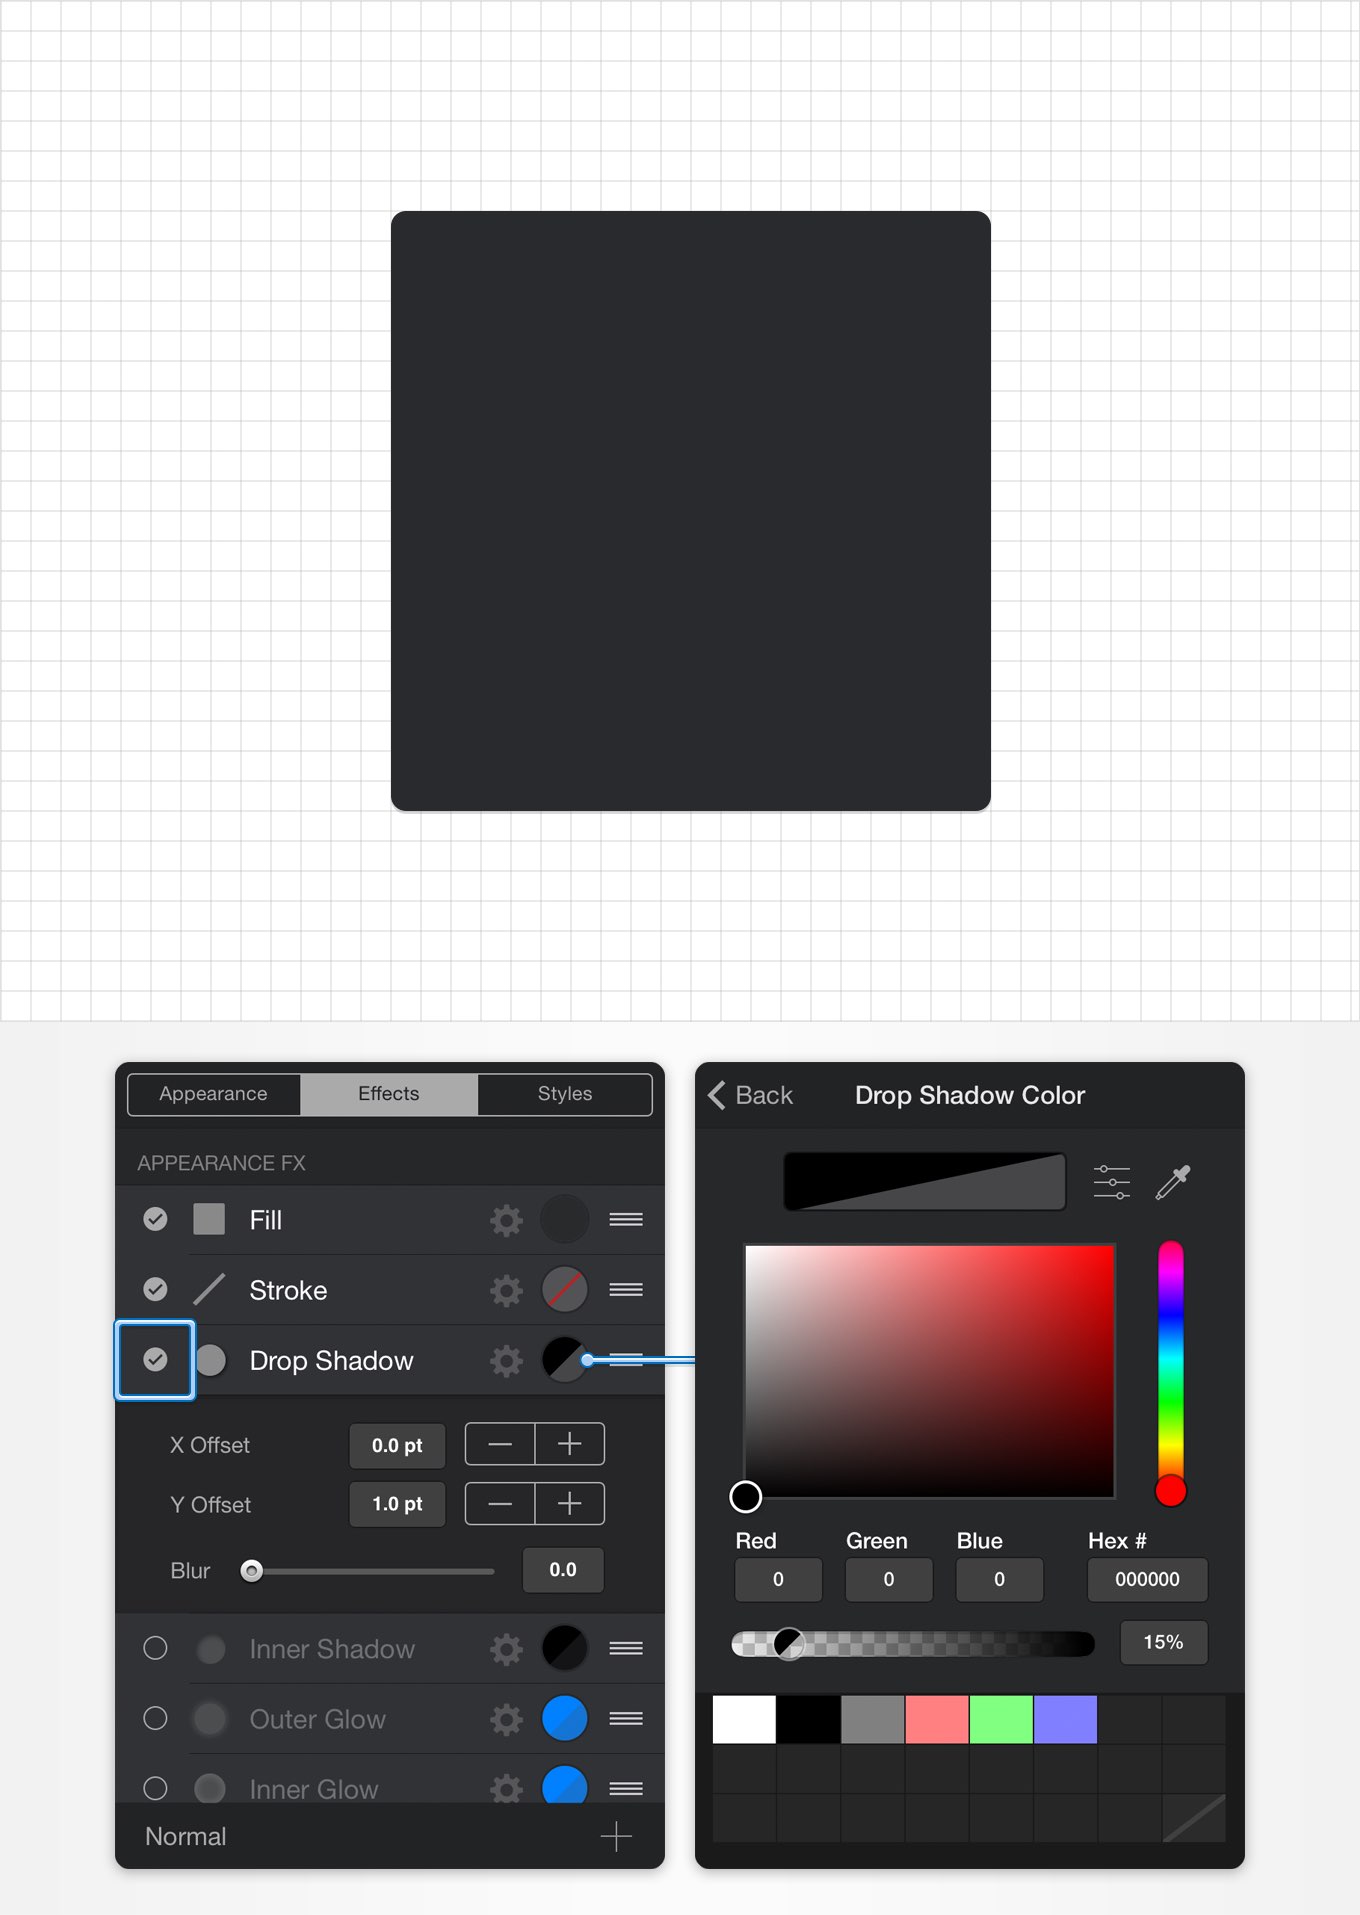 Appearance Effects Styles
APPEARANCE FX
Fill
Stroke
Drop Shadow
X Offset 0.0 pt
Y Offset 1.0 pt
Blur 0.0
Inner Shadow
Outer Glow
Inner Glow
Normal
Back Drop Shadow Color
Red Green Blue Hex #
0 0 0 000000
15%